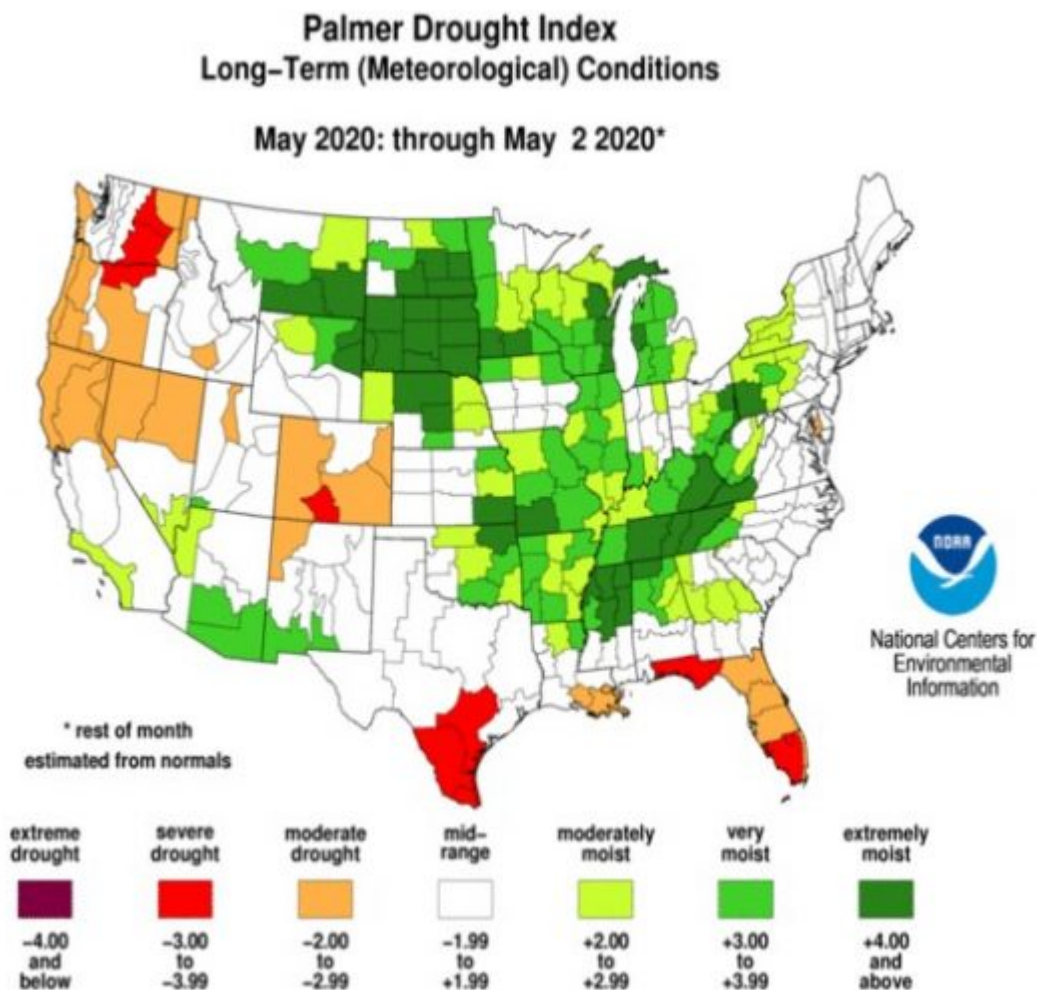 Palmer Drought Index
Long-Term (Meteorological) Conditions
May 2020: through May 2 2020*
NOAA
National Centers for
Environmental
Information
* rest of month
estimated from normals
extreme drought
severe drought
moderate drought
mid-range
moderately moist
very moist
extremely moist
-4.00 and below
-3.00 to -3.99
-2.00 to -2.99
-1.99 to +1.99
+2.00 to +2.99
+3.00 to +3.99
+4.00 and above